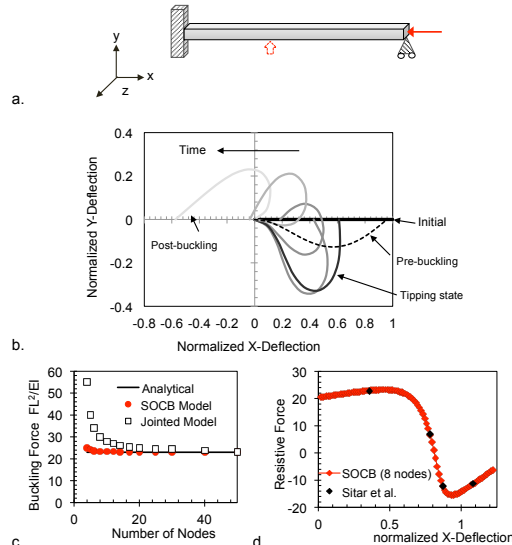 y
x
z
a.
0.4
Time
0.2
0
Initial
Post-buckling
Pre-buckling
-0.2
Tipping state
-0.4
-0.8 -0.6 -0.4 -0.2 0 0.2 0.4 0.6 0.8 1
Normalized Y-Deflection
Normalized X-Deflection
b.
60
50
40
30
20
10
0
0 20 40
Analytical
SOCB Model
Jointed Model
Buckling Force FL²/EI
Number of Nodes
c
30
20
10
0
-10
-20
0 0.5 1
SOCB (8 nodes)
Sitar et al.
Resistive Force
normalized X-Deflection
d